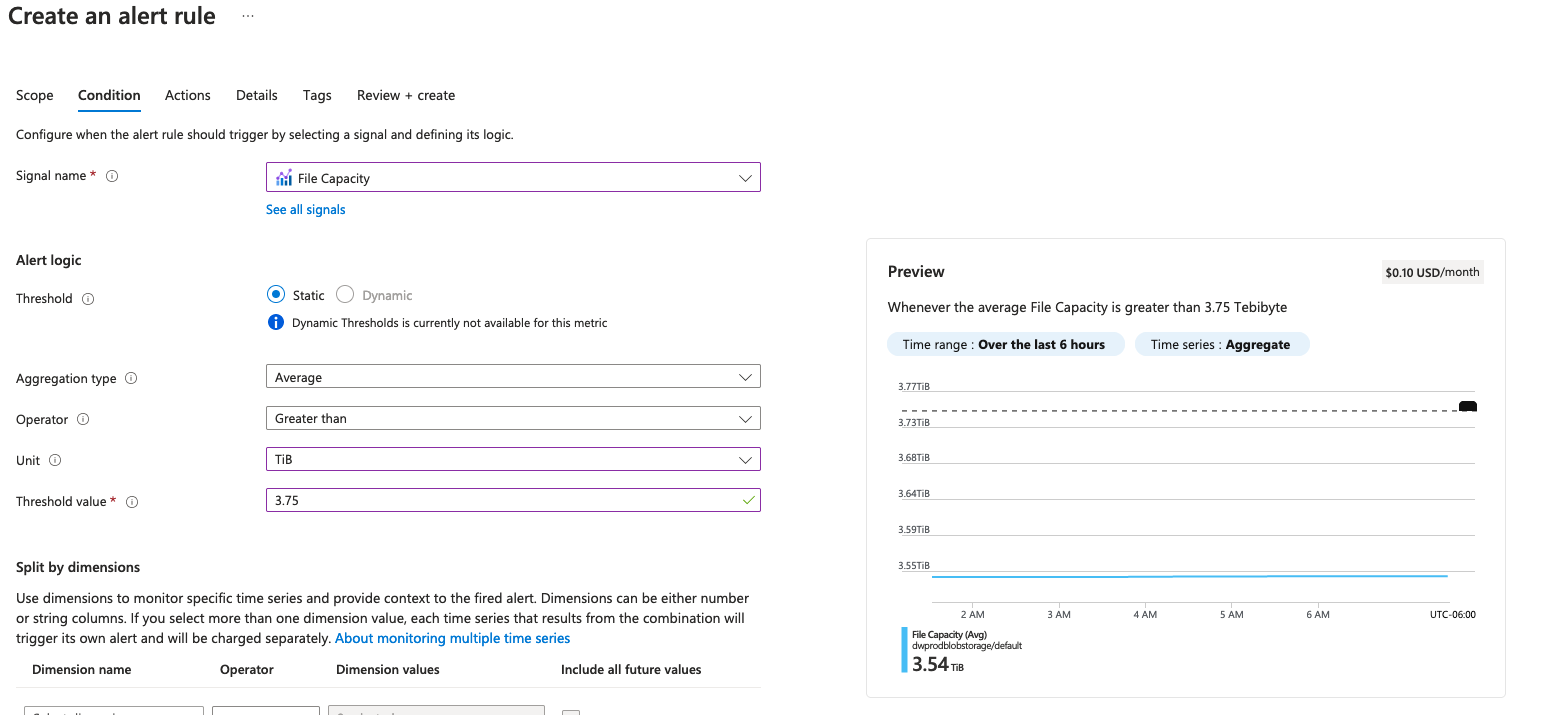 Create an alert rule ...
Scope Condition Actions Details Tags Review + create
Configure when the alert rule should trigger by selecting a signal and defining its logic.
Signal name * File Capacity
See all signals
Alert logic
Threshold Static Dynamic
Dynamic Thresholds is currently not available for this metric
Aggregation type Average
Operator Greater than
Unit TiB
Threshold value * 3.75
Split by dimensions
Use dimensions to monitor specific time series and provide context to the fired alert. Dimensions can be either number
or string columns. If you select more than one dimension value, each time series that results from the combination will
trigger its own alert and will be charged separately. About monitoring multiple time series
Dimension name Operator Dimension values Include all future values
Preview $0.10 USD/month
Whenever the average File Capacity is greater than 3.75 Tebibyte
Time range : Over the last 6 hours Time series : Aggregate
3.77TiB
3.73TiB
3.68TiB
3.64TiB
3.59TiB
3.55TiB
2 AM 3 AM 4 AM 5 AM 6 AM UTC-06:00
File Capacity (Avg)
dwprodblobstorage/default
3.54 TiB